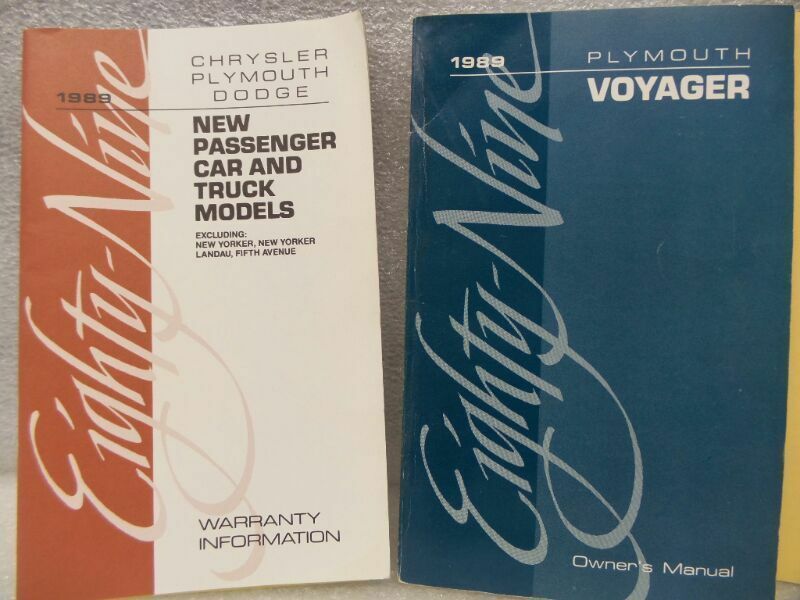 CHRYSLER
PLYMOUTH
DODGE
1989
NEW
PASSENGER
CAR AND
TRUCK
MODELS
EXCLUDING:
NEW YORKER, NEW YORKER
LANDAU, FIFTH AVENUE
Eighty-Nine
WARRANTY
INFORMATION
1989
PLYMOUTH
VOYAGER
Eighty-Nine
Owner's Manual